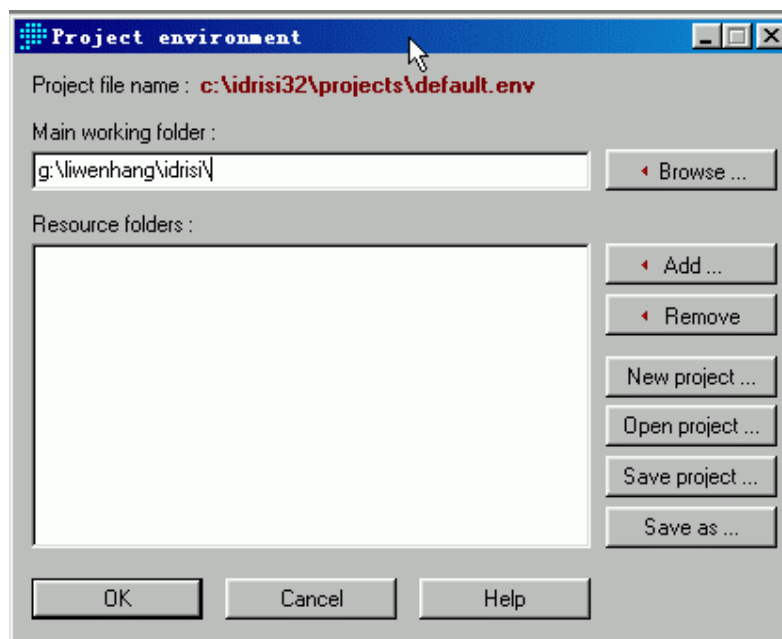 Project environment
Project file name : c:\idrisi32\projects\default.env
Main working folder :
g:\liwenhang\idrisi\
Browse ...
Resource folders :
Add ...
Remove
New project ...
Open project ...
Save project ...
Save as ...
OK
Cancel
Help